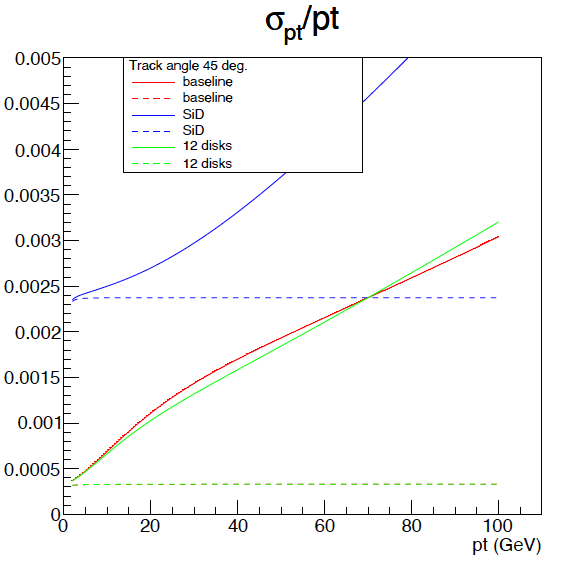 σpt/pt
Track angle 45 deg.
baseline
baseline
SiD
SiD
12 disks
12 disks
0.005
0.0045
0.004
0.0035
0.003
0.0025
0.002
0.0015
0.001
0.0005
0
0 20 40 60 80 100
pt (GeV)